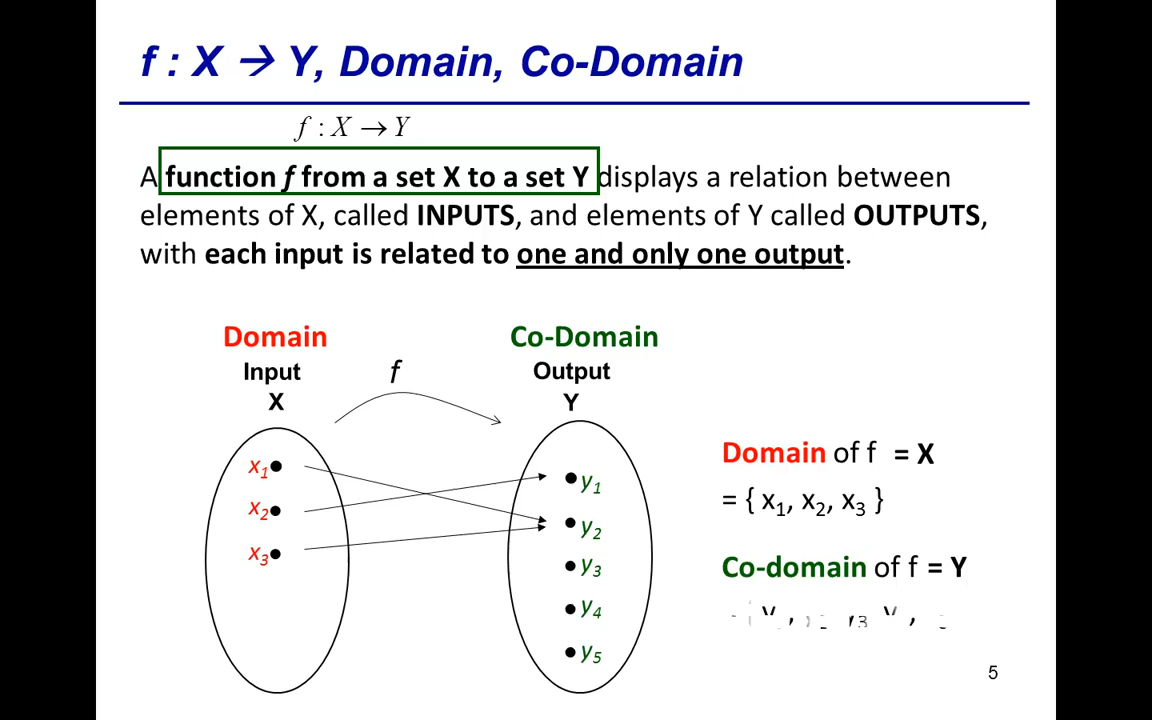 f : X → Y, Domain, Co-Domain
f : X → Y
A function f from a set X to a set Y displays a relation between
elements of X, called INPUTS, and elements of Y called OUTPUTS,
with each input is related to one and only one output.
Domain
Input
X
f
Co-Domain
Output
Y
x₁
x₂
x₃
y₁
y₂
y₃
y₄
y₅
Domain of f = X
= { x₁, x₂, x₃ }
Co-domain of f = Y
5